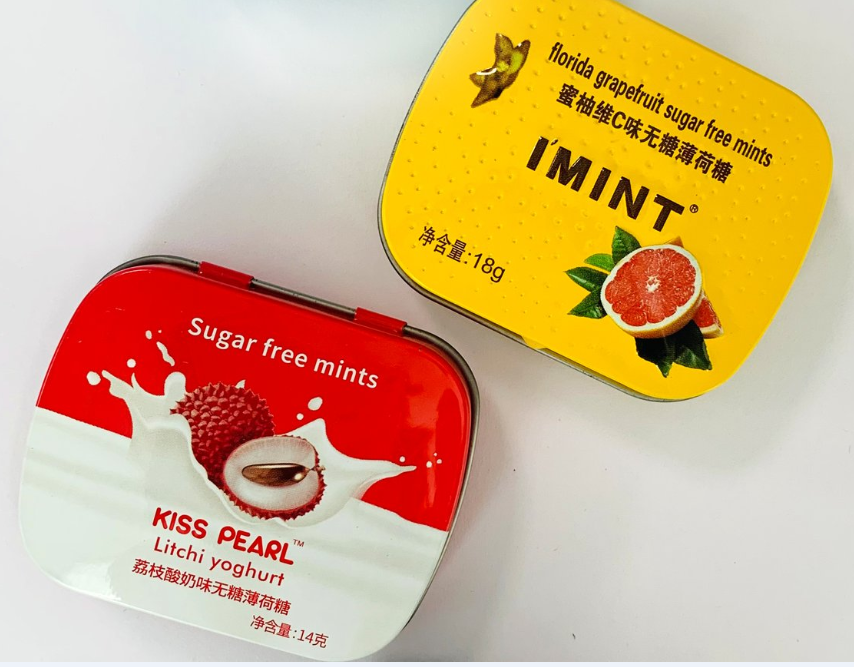 florida grapefruit sugar free mints
蜜柚维C味无糖薄荷糖
I'MINT®
净含量:18g
Sugar free mints
KISS PEARL™
Litchi yoghurt
荔枝酸奶味无糖薄荷糖
净含量:14克